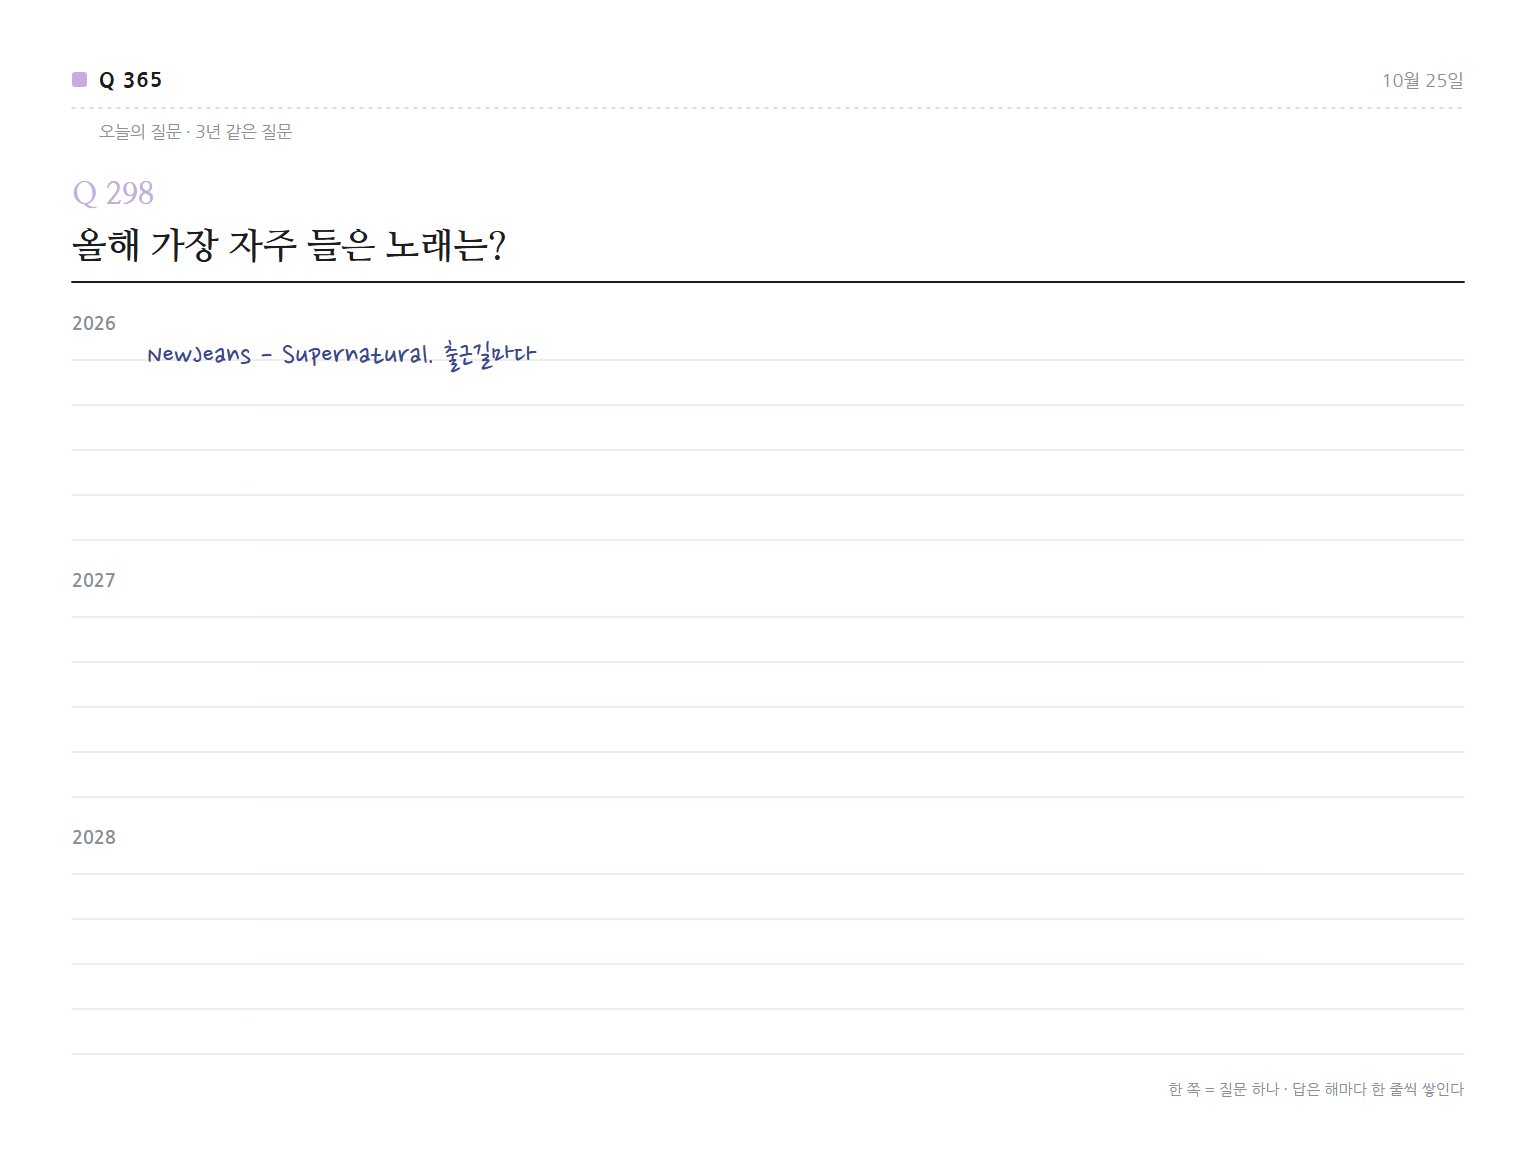 Q 365
10월 25일
오늘의 질문 · 3년 같은 질문
Q 298
올해 가장 자주 들은 노래는?
2026
NewJeans - Supernatural. 출근길마다
2027
2028
한 쪽 = 질문 하나 · 답은 해마다 한 줄씩 쌓인다